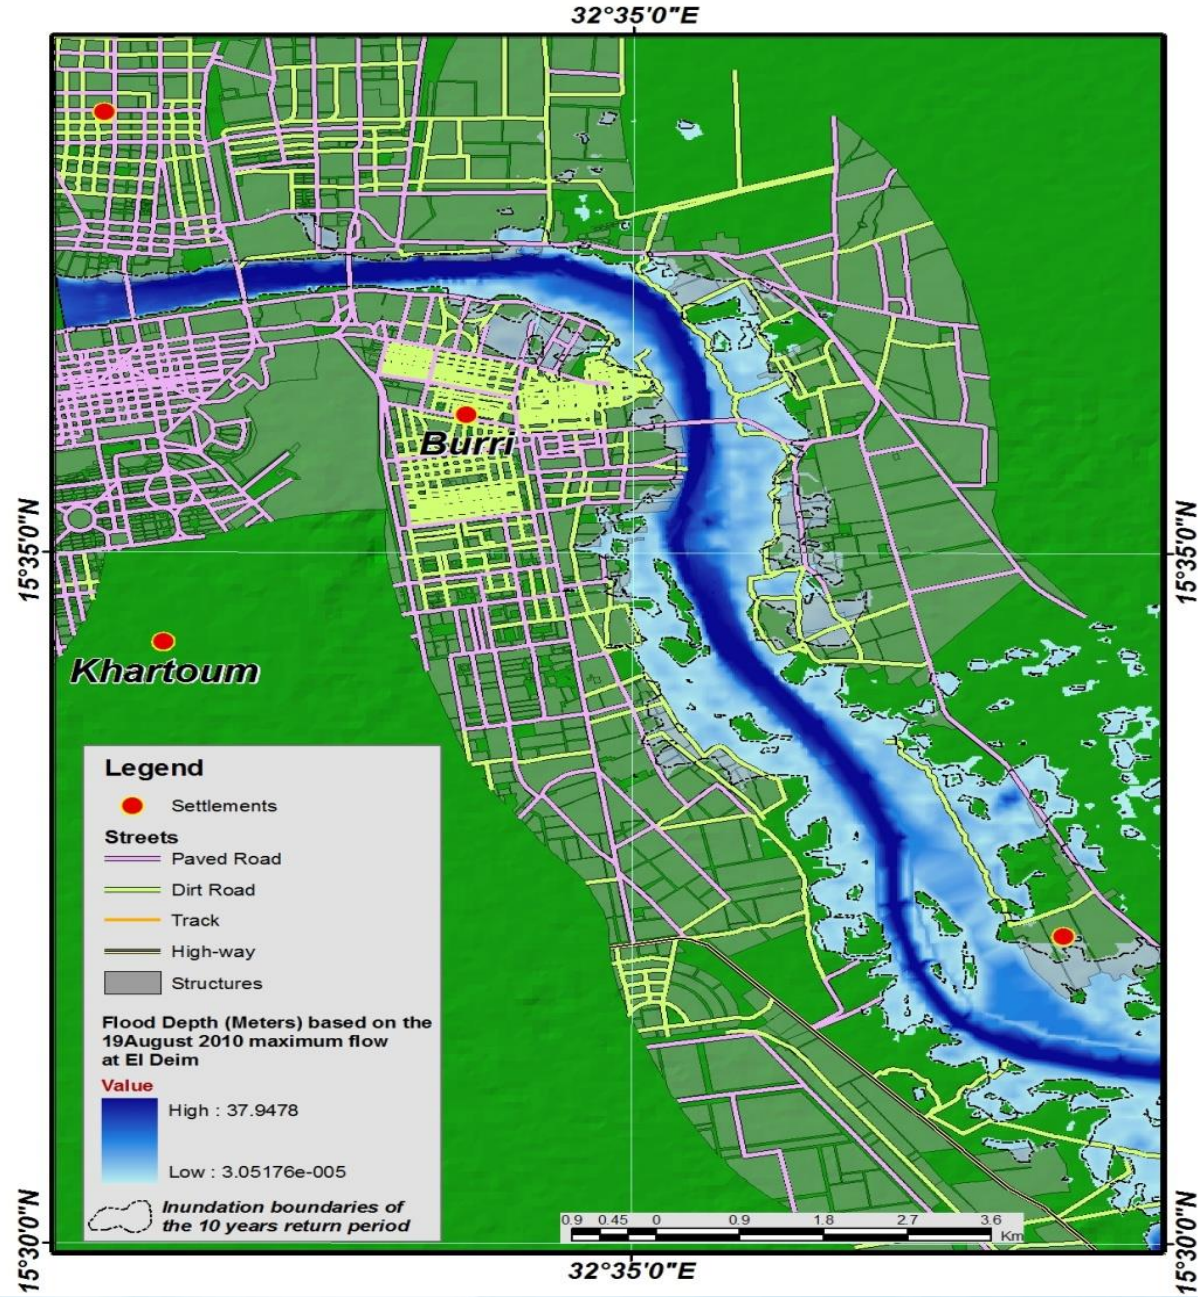 32°35'0"E
15°35'0"N
15°35'0"N
Burri
Khartoum
Legend
Settlements
Streets
Paved Road
Dirt Road
Track
High-way
Structures
Flood Depth (Meters) based on the
19August 2010 maximum flow
at El Deim
Value
High : 37.9478
Low : 3.05176e-005
Inundation boundaries of
the 10 years return period
0.9 0.45 0 0.9 1.8 2.7 3.6
Km
15°30'0"N
15°30'0"N
32°35'0"E